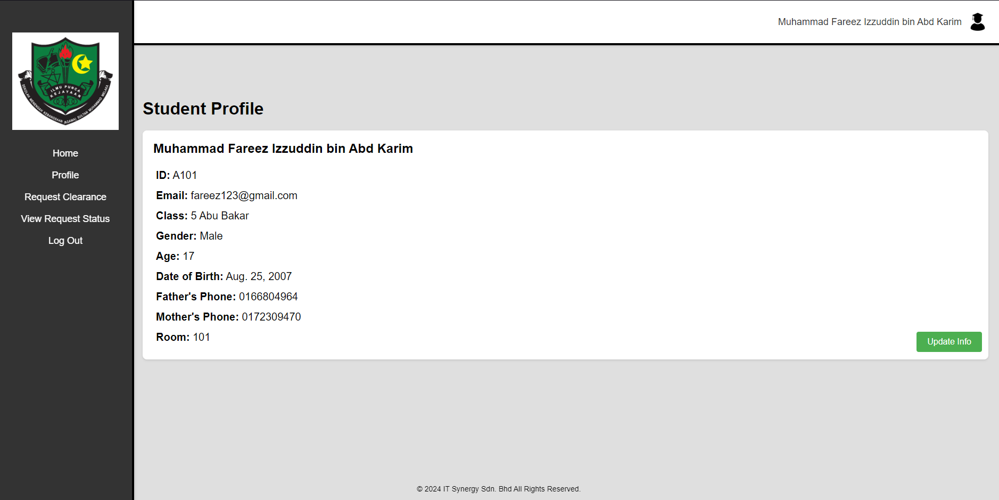 Muhammad Fareez Izzuddin bin Abd Karim
ILMU PUNCA
KEJAYAAN
SEKOLAH MENENGAH KEBANGSAAN (AGAMA) SULTAN MUHAMMAD MELAKA
Home
Profile
Request Clearance
View Request Status
Log Out
Student Profile
Muhammad Fareez Izzuddin bin Abd Karim
ID: A101
Email: fareez123@gmail.com
Class: 5 Abu Bakar
Gender: Male
Age: 17
Date of Birth: Aug. 25, 2007
Father's Phone: 0166804964
Mother's Phone: 0172309470
Room: 101
Update Info
© 2024 IT Synergy Sdn. Bhd All Rights Reserved.